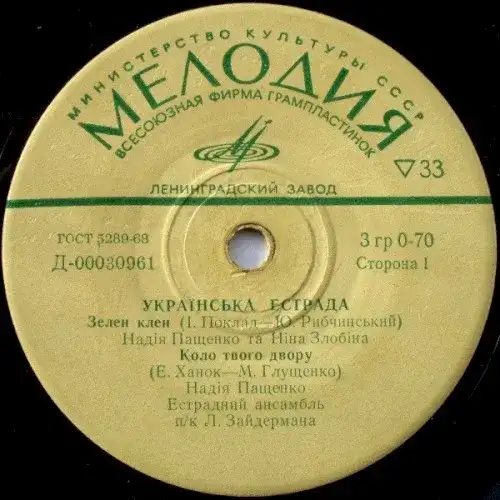 МИНИСТЕРСТВО КУЛЬТУРЫ СССР
МЕЛОДИЯ
ВСЕСОЮЗНАЯ ФИРМА ГРАМПЛАСТИНОК
▽33
ЛЕНИНГРАДСКИЙ ЗАВОД
ГОСТ 5289-68
3 гр 0-70
Д-00030961
Сторона 1
УКРАЇНСЬКА ЕСТРАДА
Зелен клен (І. Поклад—Ю. Рибчинський)
Надія Пащенко та Ніна Злобіна
Коло твого двору
(Е. Ханок—М. Глущенко)
Надія Пащенко
Естрадний ансамбль
п/к Л. Зайдермана